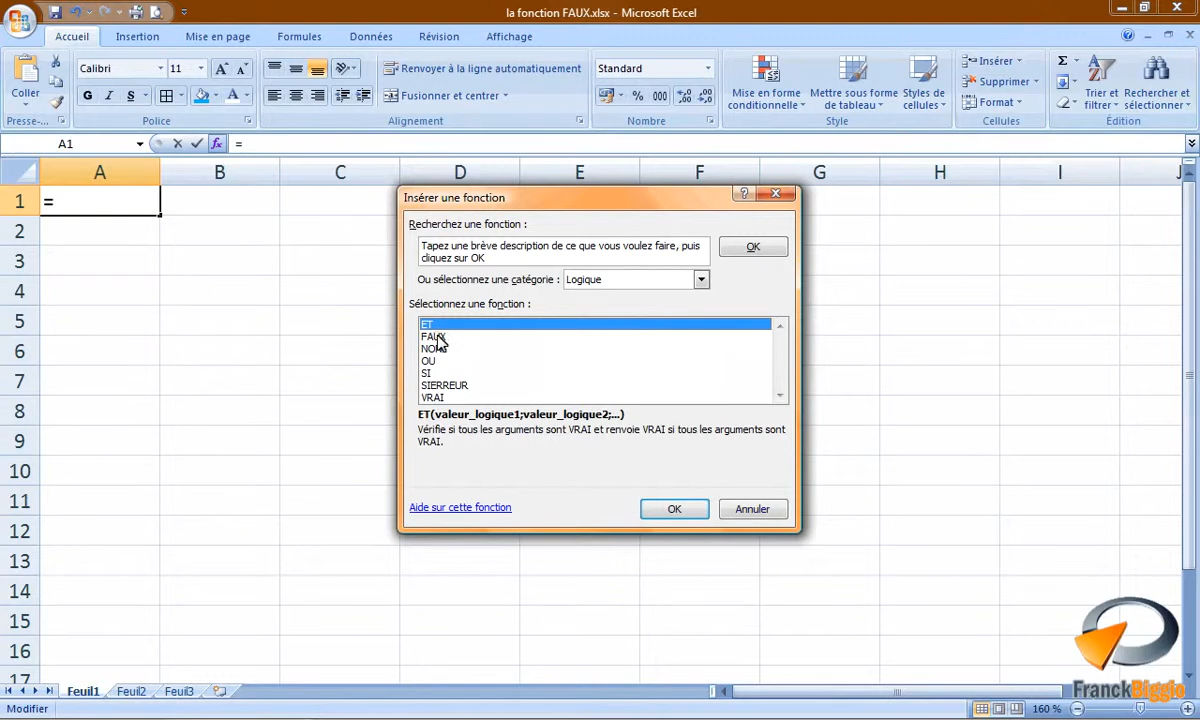 la fonction FAUX.xlsx - Microsoft Excel
Accueil Insertion Mise en page Formules Données Révision Affichage
Coller
Calibri 11
G I S
Renvoyer à la ligne automatiquement
Fusionner et centrer
Standard
% 000
Mise en forme conditionnelle
Mettre sous forme de tableau
Styles de cellules
Insérer
Supprimer
Format
Trier et filtrer
Rechercher et sélectionner
Presse-... Police Alignement Nombre Style Cellules Édition
A1 fx =
A B C D E F G H I J
1 =
2
3
4
5
6
7
8
9
10
11
12
13
14
15
16
17
Insérer une fonction
Recherchez une fonction :
Tapez une brève description de ce que vous voulez faire, puis
cliquez sur OK
OK
Ou sélectionnez une catégorie : Logique
Sélectionnez une fonction :
ET
FAUX
NON
OU
SI
SIERREUR
VRAI
ET(valeur_logique1;valeur_logique2;...)
Vérifie si tous les arguments sont VRAI et renvoie VRAI si tous les arguments sont
VRAI.
Aide sur cette fonction
OK Annuler
FranckBiggio
Feuil1 Feuil2 Feuil3
Modifier 160 %